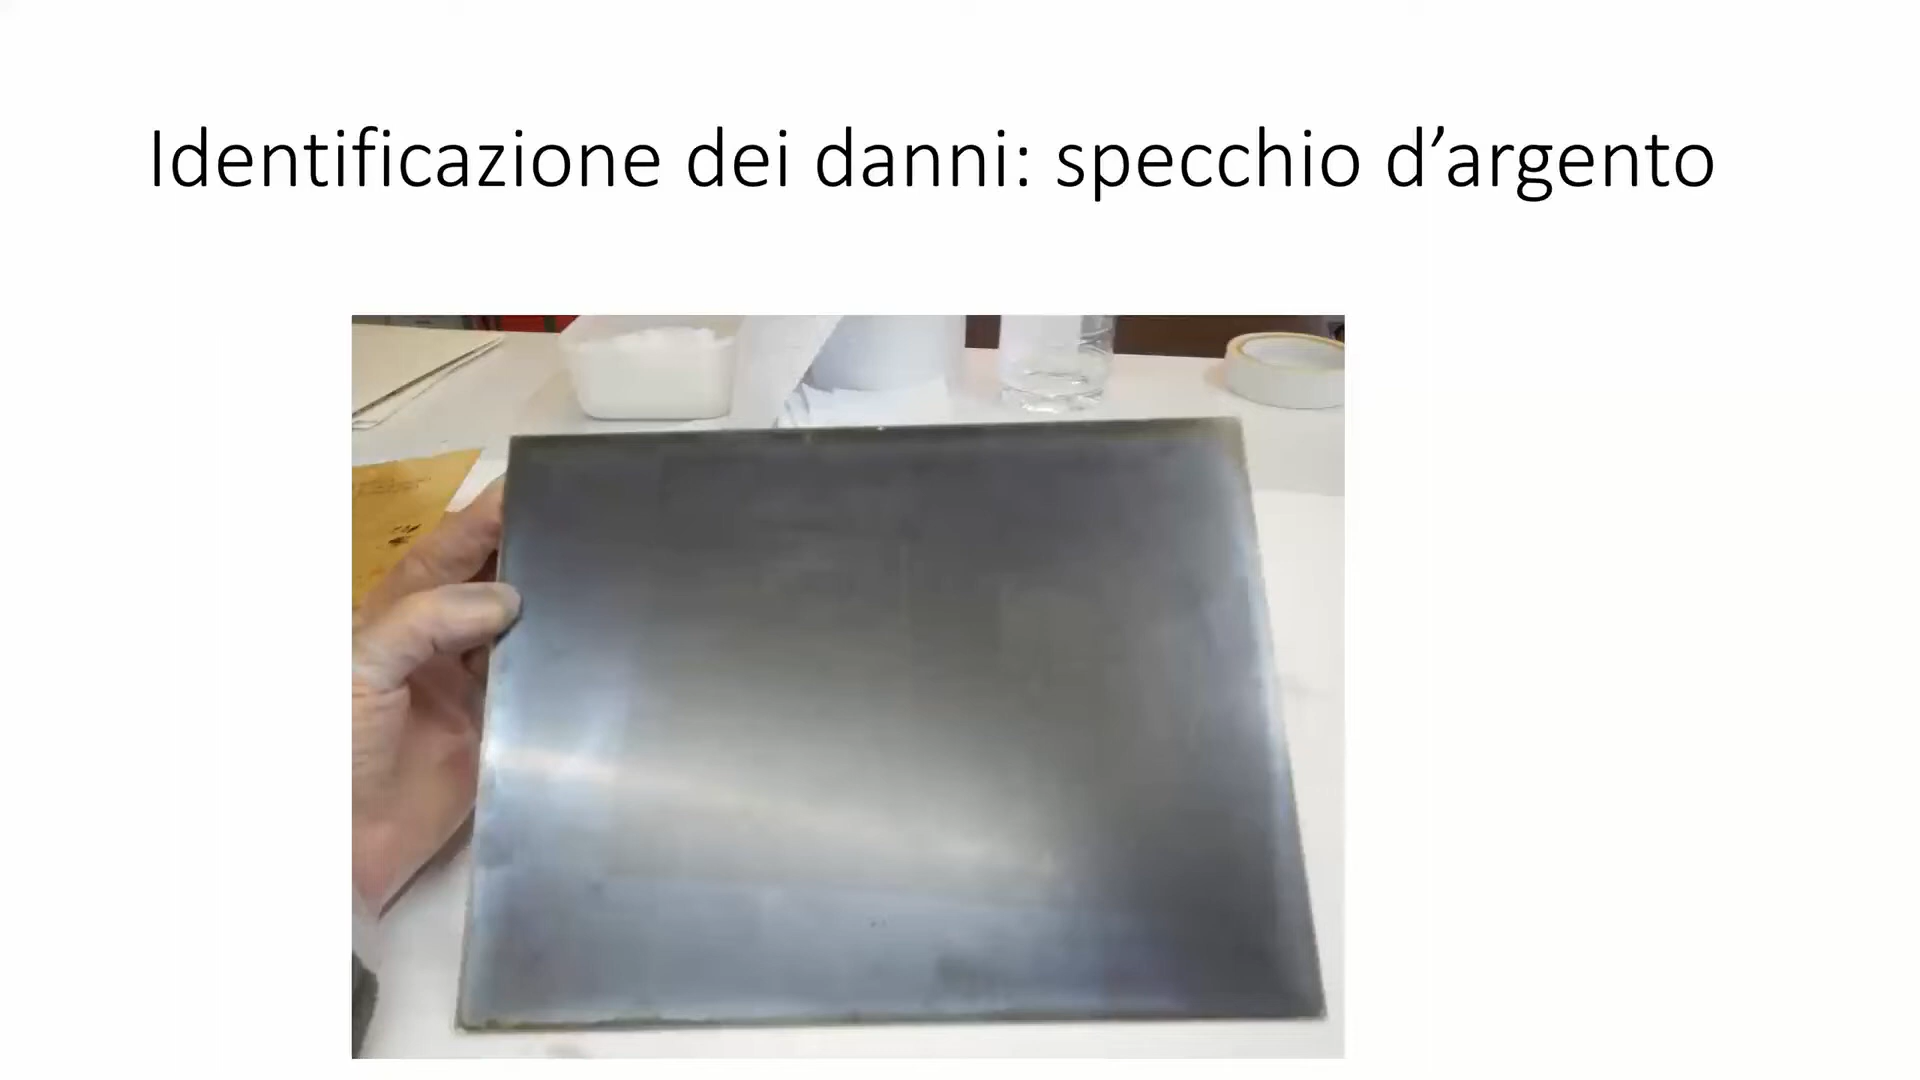 Identificazione dei danni: specchio d’argento